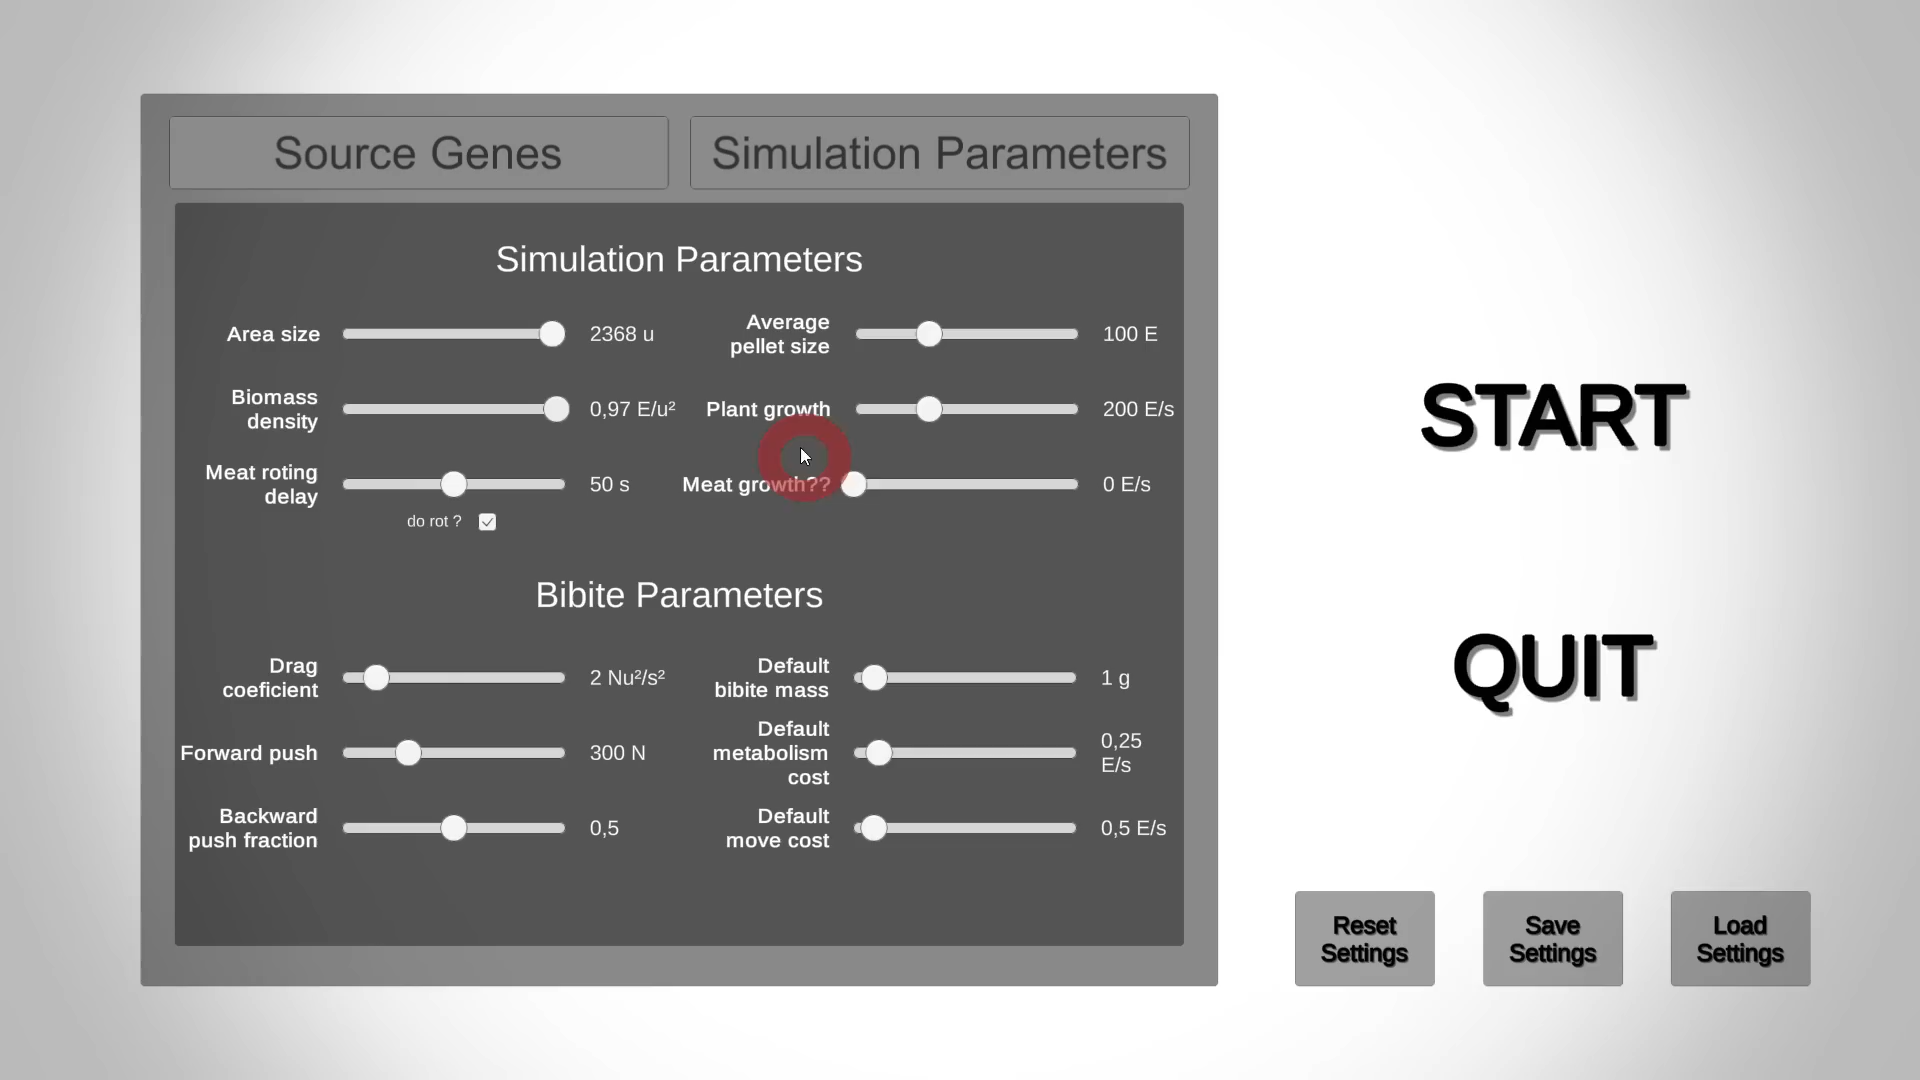 Source Genes
Simulation Parameters
Simulation Parameters
Area size
2368 u
Average
pellet size
100 E
Biomass
density
0,97 E/u²
Plant growth
200 E/s
Meat roting
delay
50 s
Meat growth??
0 E/s
do rot ?
Bibite Parameters
Drag
coeficient
2 Nu²/s²
Default
bibite mass
1 g
Forward push
300 N
Default
metabolism
cost
0,25
E/s
Backward
push fraction
0,5
Default
move cost
0,5 E/s
START
QUIT
Reset
Settings
Save
Settings
Load
Settings